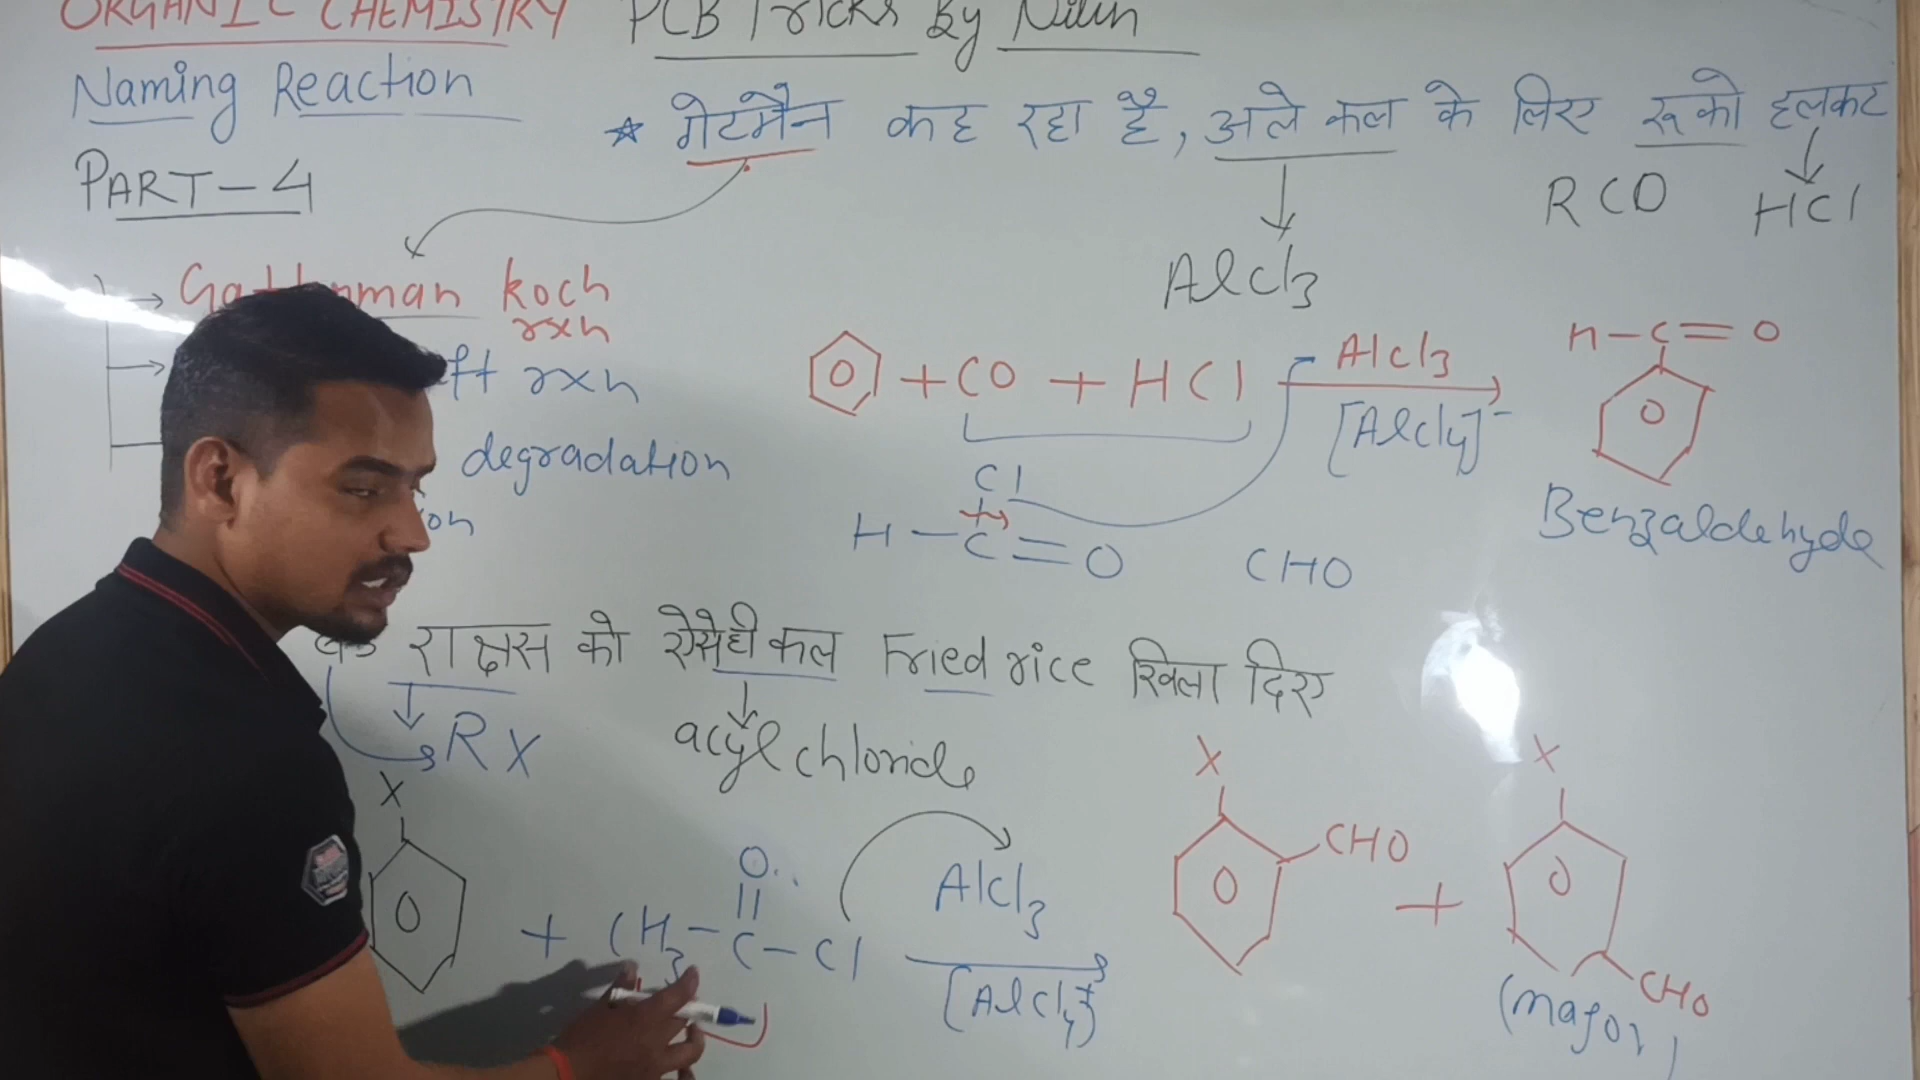 ORGANIC CHEMISTRY PCB Tricks By Nitin
Naming Reaction
PART-4
☆ गेटमैन कह रहा है, अले कल के लिए रूको हलकट
RCO HCl
AlCl3
koch
rxn
rxn
degradation
⌬ + CO + HCl
AlCl3
[AlCl4]-
H-C=O
Benzaldehyde
Cl
H-C=O
CHO
राक्षस को ऐसेही कल Fried rice खिला दिए
RX
acyl chloride
X
+ CH3-C-Cl
O..
AlCl3
[AlCl4]
X
CHO
+
X
CHO
(major)